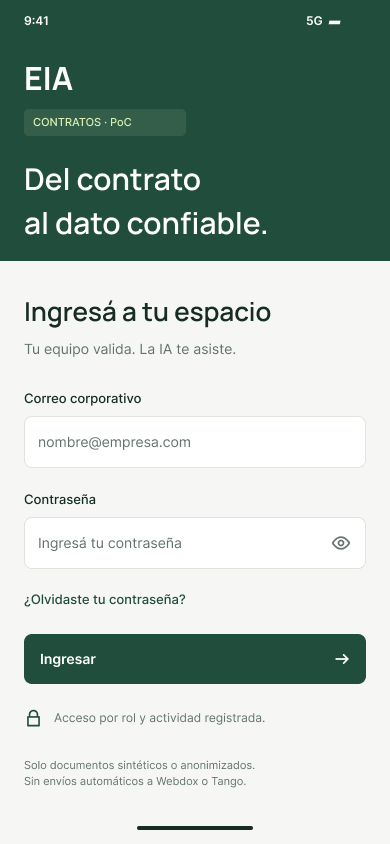 9:41
5G
EIA
CONTRATOS · PoC
Del contrato
al dato confiable.
Ingresá a tu espacio
Tu equipo valida. La IA te asiste.
Correo corporativo
nombre@empresa.com
Contraseña
Ingresá tu contraseña
¿Olvidaste tu contraseña?
Ingresar
Acceso por rol y actividad registrada.
Solo documentos sintéticos o anonimizados.
Sin envíos automáticos a Webdox o Tango.